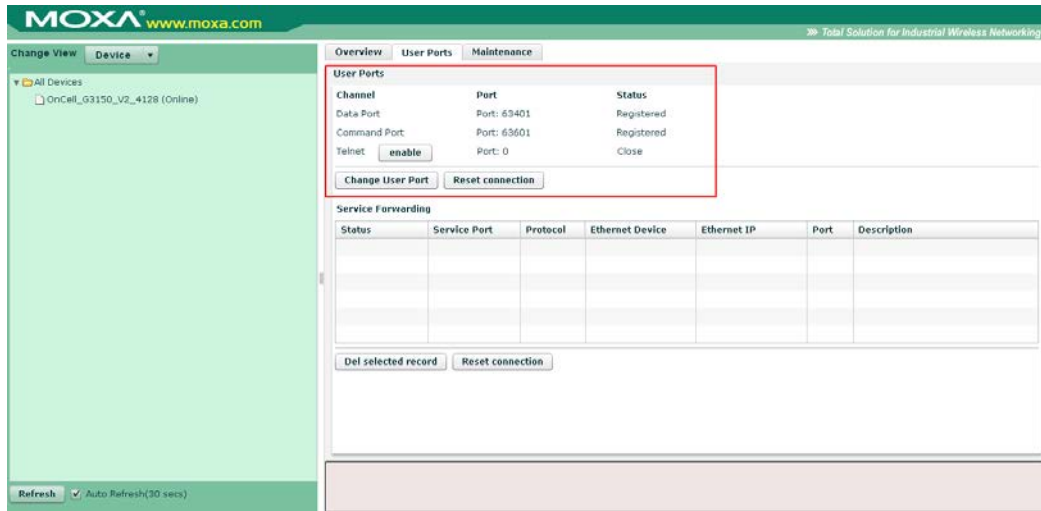 MOXA® www.moxa.com
Total Solution for Industrial Wireless Networking
Change View Device
Overview User Ports Maintenance
All Devices
OnCell_G3150_V2_4128 (Online)
User Ports
Channel Port Status
Data Port Port: 63401 Registered
Command Port Port: 63601 Registered
Telnet enable Port: 0 Close
Change User Port Reset connection
Service Forwarding
Status Service Port Protocol Ethernet Device Ethernet IP Port Description
Del selected record Reset connection
Refresh Auto Refresh(30 secs)